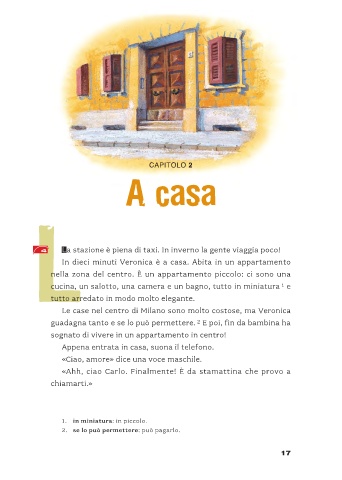 CAPITOLO 2
A casa
La stazione è piena di taxi. In inverno la gente viaggia poco!
In dieci minuti Veronica è a casa. Abita in un appartamento
nella zona del centro. È un appartamento piccolo: ci sono una
cucina, un salotto, una camera e un bagno, tutto in miniatura 1 e
tutto arredato in modo molto elegante.
Le case nel centro di Milano sono molto costose, ma Veronica
guadagna tanto e se lo può permettere. 2 E poi, fin da bambina ha
sognato di vivere in un appartamento in centro!
Appena entrata in casa, suona il telefono.
«Ciao, amore» dice una voce maschile.
«Ahh, ciao Carlo. Finalmente! È da stamattina che provo a
chiamarti.»
1. in miniatura: in piccolo.
2. se lo può permettere: può pagarlo.
17